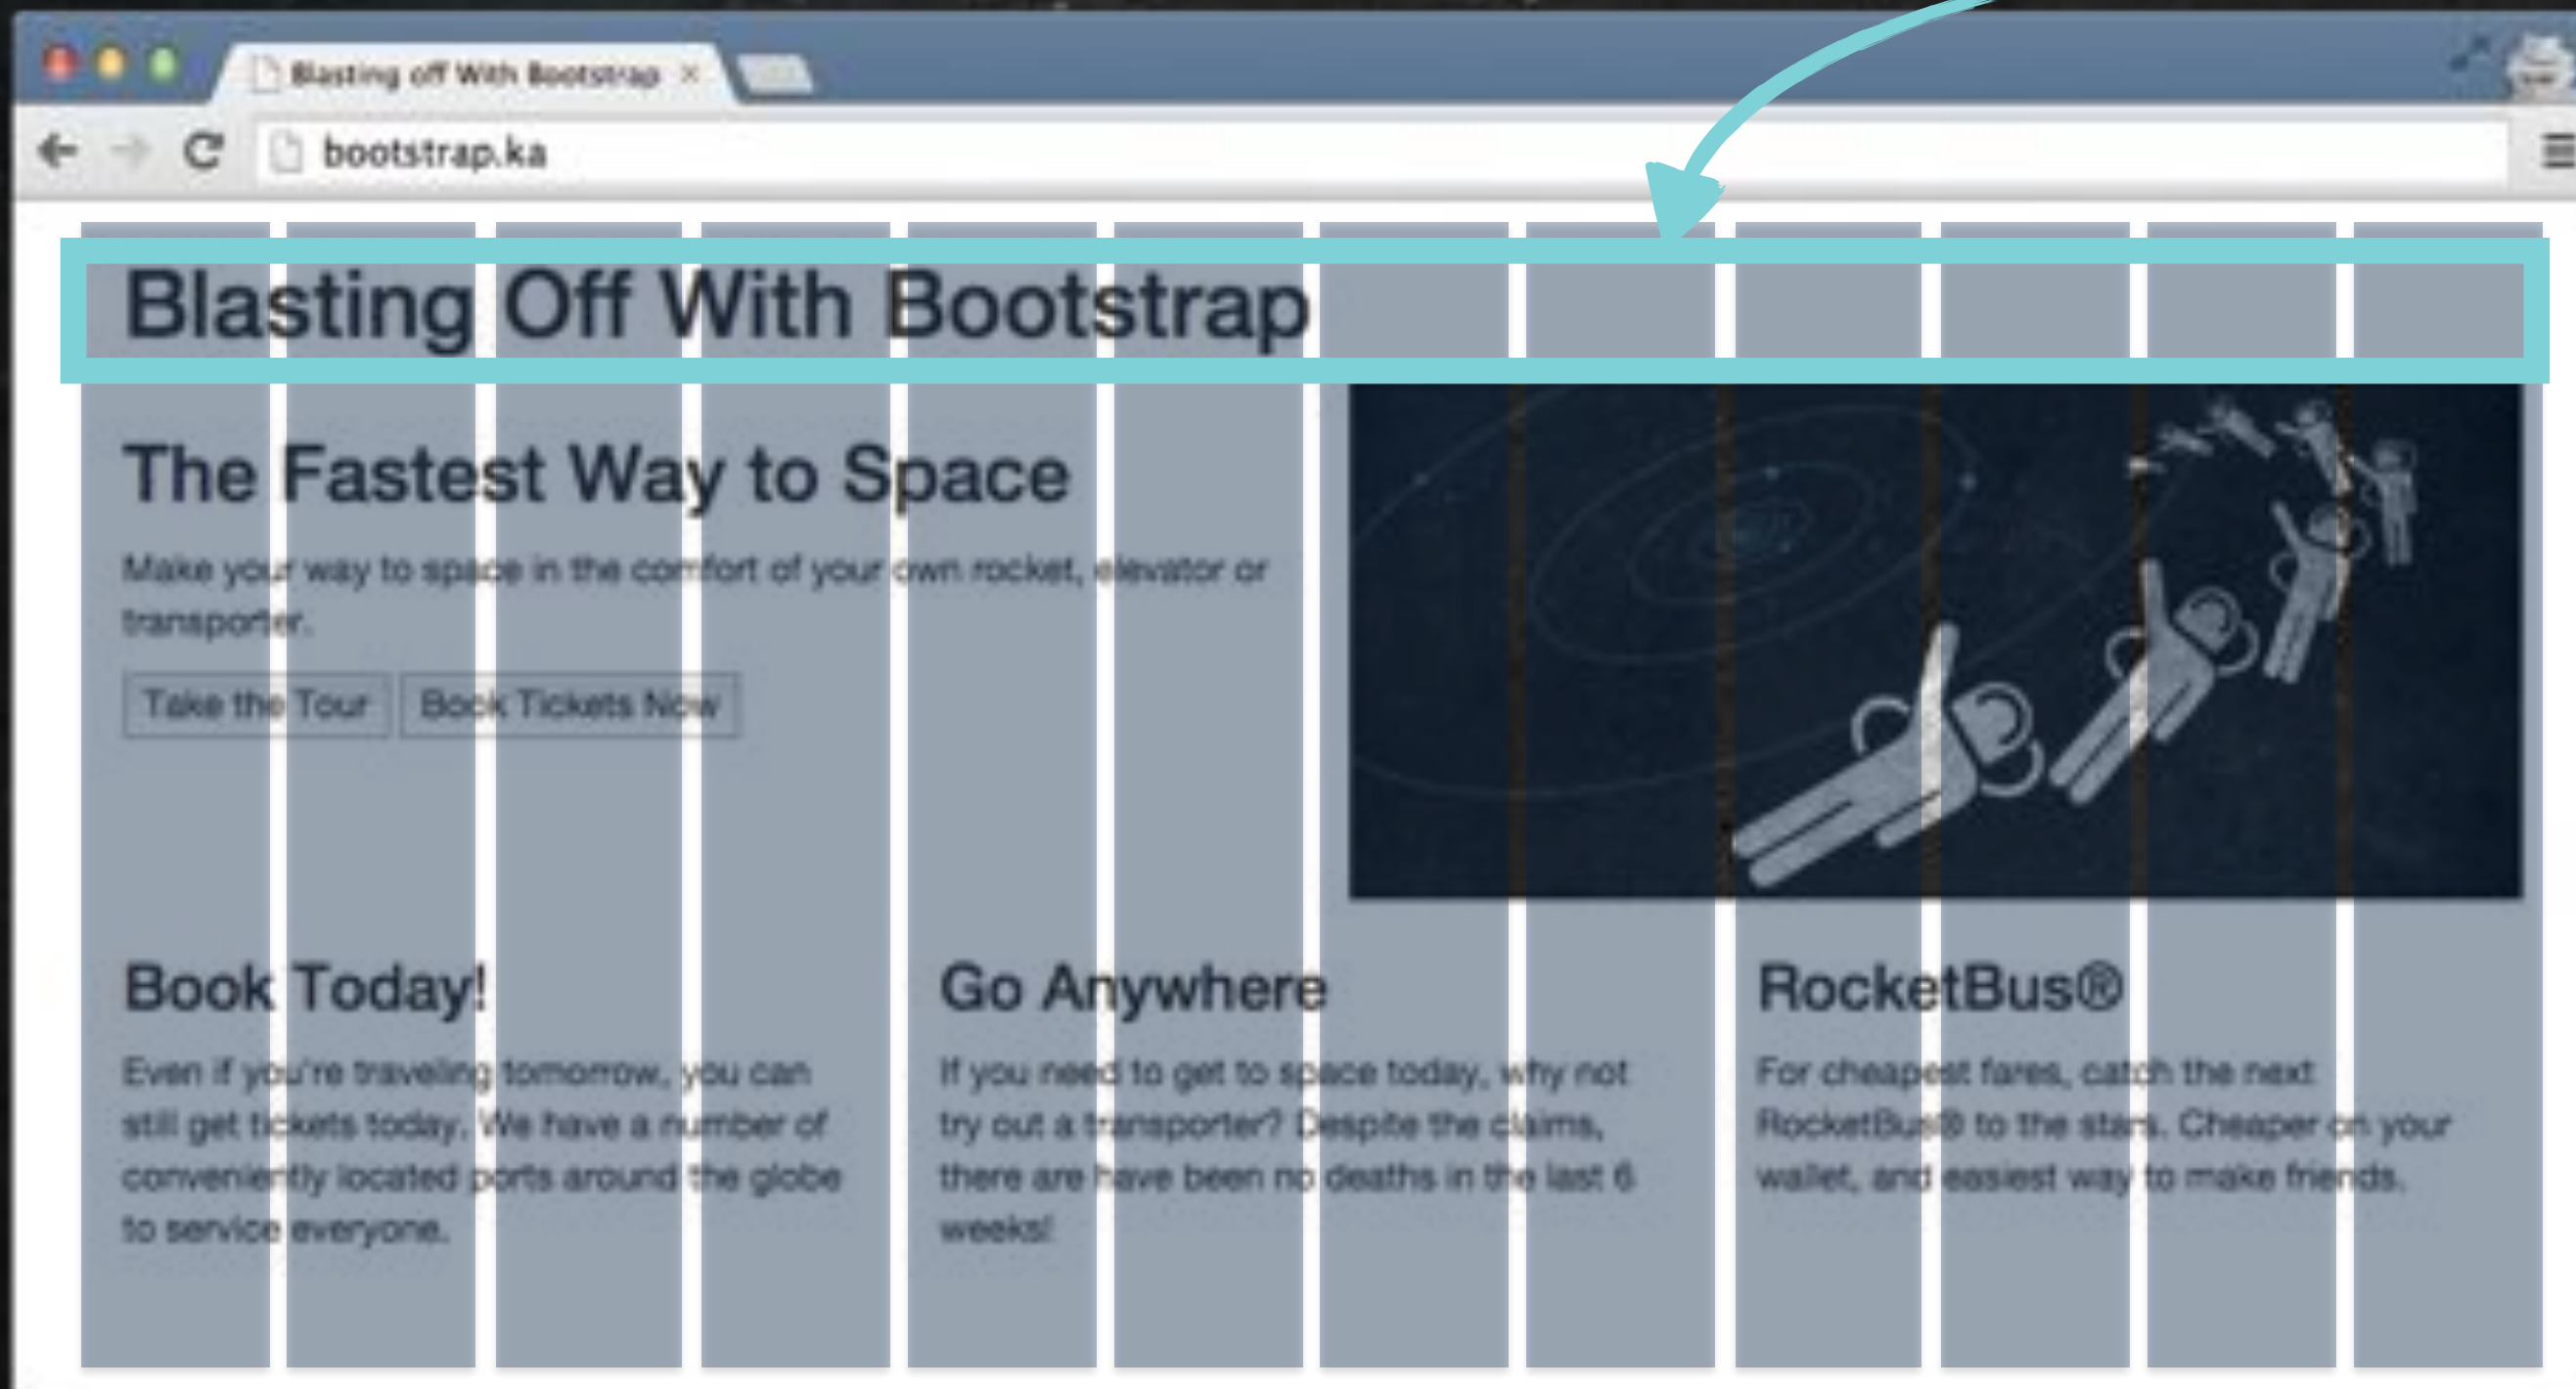 Blasting off With Bootstrap
bootstrap.ka
Blasting Off With Bootstrap
The Fastest Way to Space
Make your way to space in the comfort of your own rocket, elevator or
transporter.
Take the Tour Book Tickets Now
Book Today!
Even if you're traveling tomorrow, you can
still get tickets today. We have a number of
conveniently located ports around the globe
to service everyone.
Go Anywhere
If you need to get to space today, why not
try out a transporter? Despite the claims,
there are have been no deaths in the last 6
weeks!
RocketBus®
For cheapest fares, catch the next
RocketBus® to the stars. Cheaper on your
wallet, and easiest way to make friends.